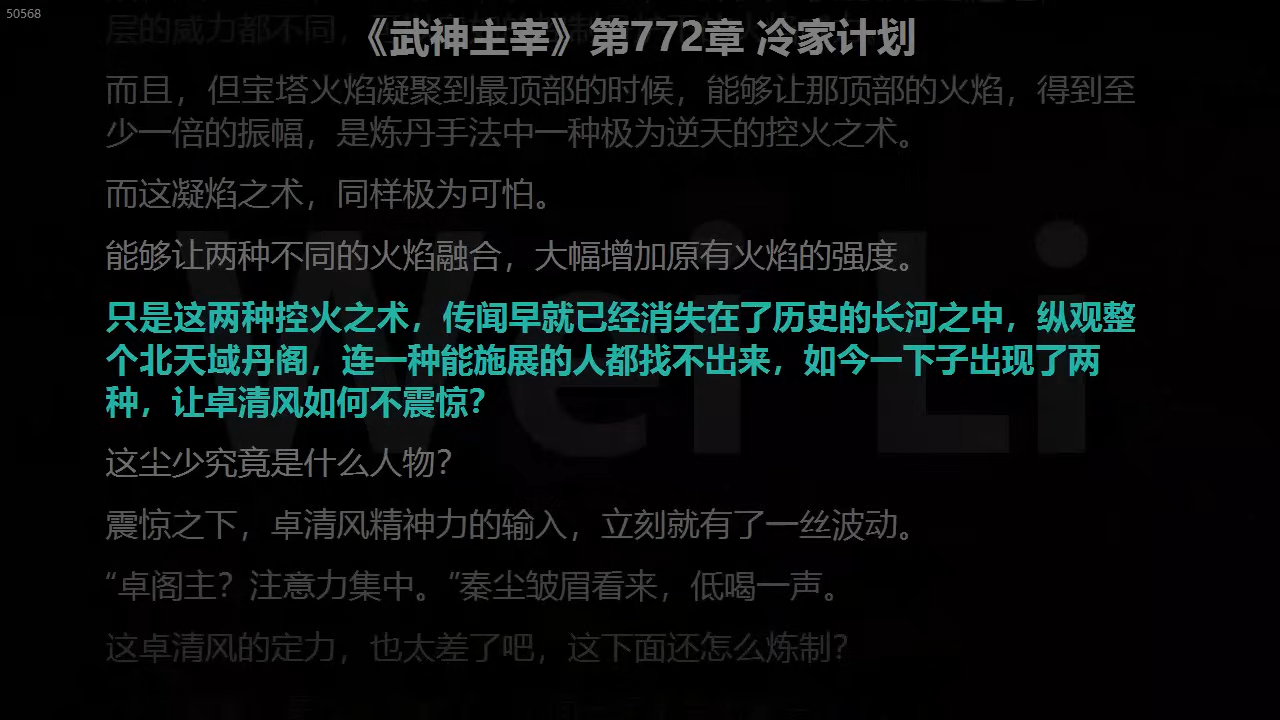 50568
层的威力都不同，
《武神主宰》第772章 冷家计划
而且，但宝塔火焰凝聚到最顶部的时候，能够让那顶部的火焰，得到至
少一倍的振幅，是炼丹手法中一种极为逆天的控火之术。
而这凝焰之术，同样极为可怕。
能够让两种不同的火焰融合，大幅增加原有火焰的强度。
只是这两种控火之术，传闻早就已经消失在了历史的长河之中，纵观整
个北天域丹阁，连一种能施展的人都找不出来，如今一下子出现了两
种，让卓清风如何不震惊？
这尘少究竟是什么人物？
震惊之下，卓清风精神力的输入，立刻就有了一丝波动。
“卓阁主？注意力集中。”秦尘皱眉看来，低喝一声。
这卓清风的定力，也太差了吧，这下面还怎么炼制？
Wei Li